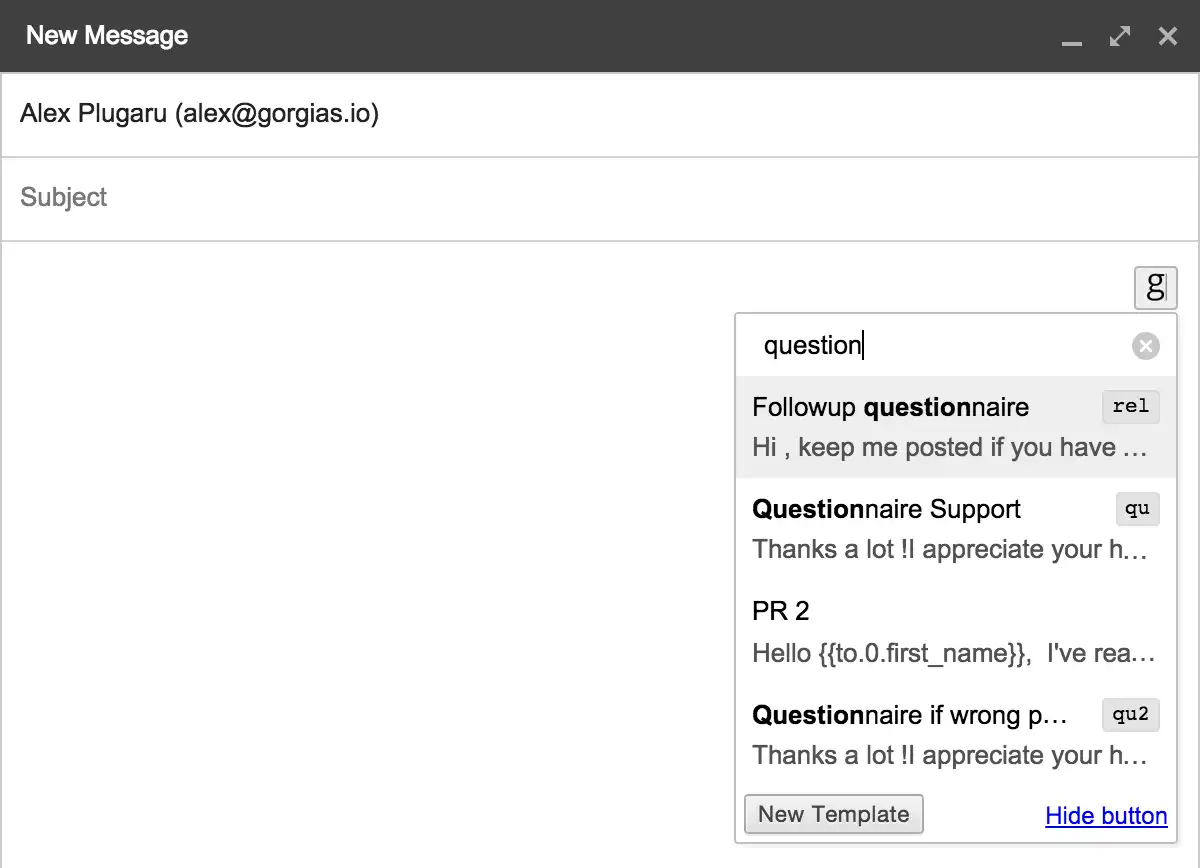 New Message
Alex Plugaru (alex@gorgias.io)
Subject
g
question
Followup questionnaire rel
Hi , keep me posted if you have …
Questionnaire Support qu
Thanks a lot !I appreciate your h…
PR 2
Hello {{to.0.first_name}},  I've rea…
Questionnaire if wrong p… qu2
Thanks a lot !I appreciate your h…
New Template Hide button